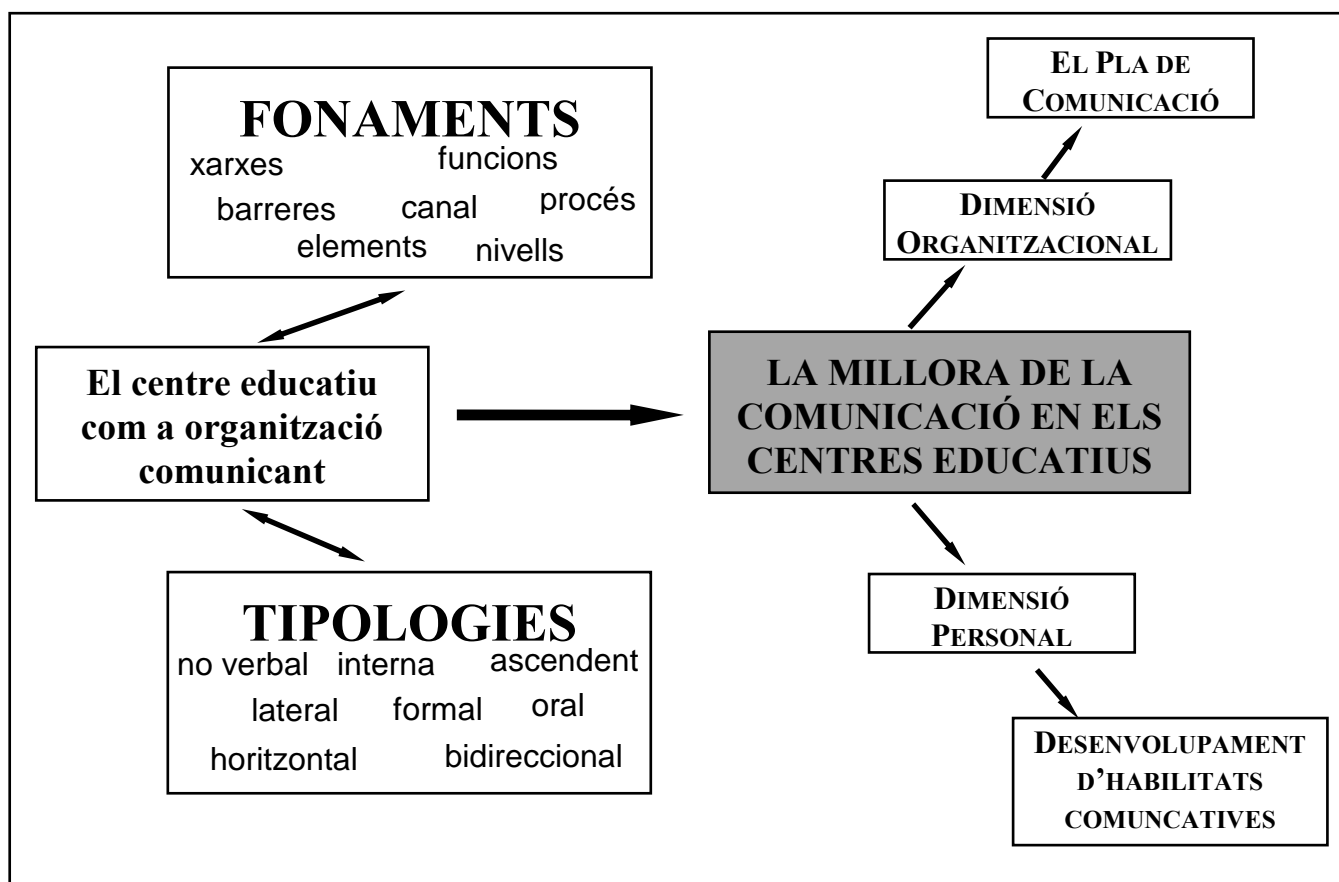 FONAMENTS
xarxes funcions
barreres canal procés
elements nivells
El centre educatiu
com a organització
comunicant
TIPOLOGIES
no verbal interna ascendent
lateral formal oral
horitzontal bidireccional
EL PLA DE
COMUNICACIÓ
DIMENSIÓ
ORGANITZACIONAL
LA MILLORA DE LA
COMUNICACIÓ EN ELS
CENTRES EDUCATIUS
DIMENSIÓ
PERSONAL
DESENVOLUPAMENT
D’HABILITATS
COMUNCATIVES